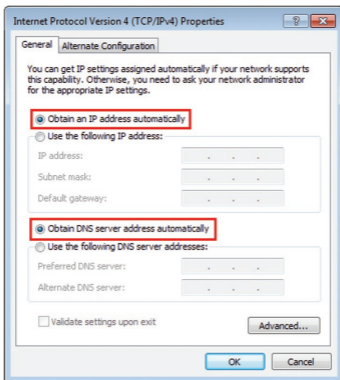 Internet Protocol Version 4 (TCP/IPv4) Properties
General
Alternate Configuration
You can get IP settings assigned automatically if your network supports
this capability. Otherwise, you need to ask your network administrator
for the appropriate IP settings.
Obtain an IP address automatically
Use the following IP address:
IP address:
Subnet mask:
Default gateway:
Obtain DNS server address automatically
Use the following DNS server addresses:
Preferred DNS server:
Alternate DNS server:
Validate settings upon exit
Advanced...
OK
Cancel